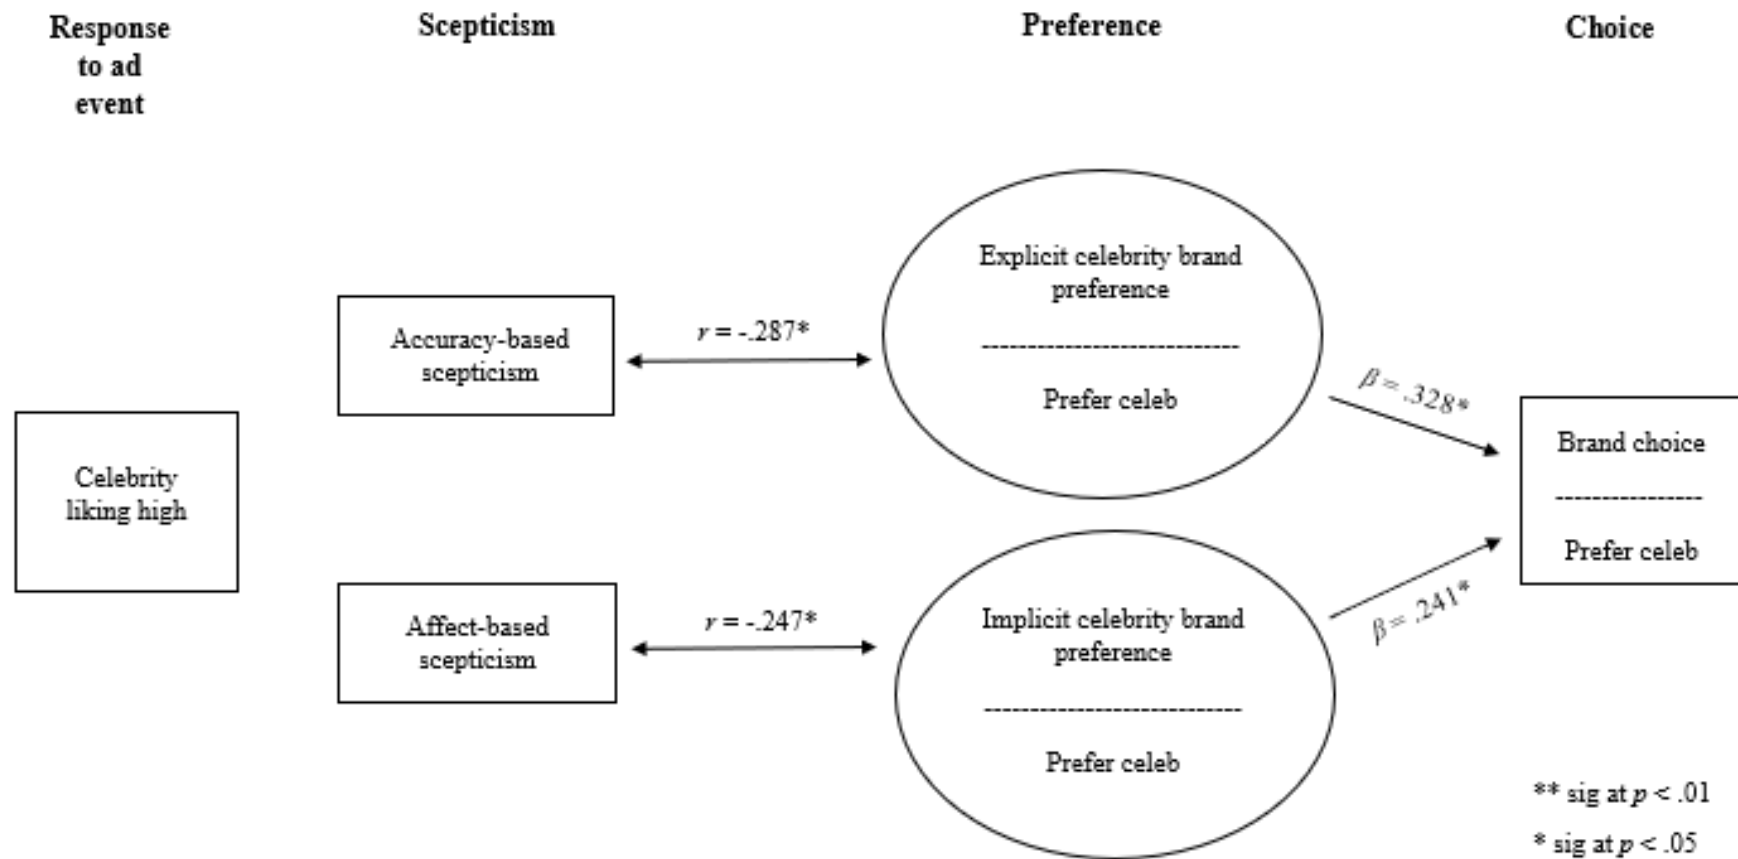 Response
to ad
event
Scepticism
Preference
Choice
Explicit celebrity brand
preference
----------------------------
Prefer celeb
Accuracy-based
scepticism
r = -.287*
β = .328*
Brand choice
----------------
Prefer celeb
Celebrity
liking high
Affect-based
scepticism
r = -.247*
Implicit celebrity brand
preference
----------------------------
Prefer celeb
β = .241*
** sig at p < .01
* sig at p < .05